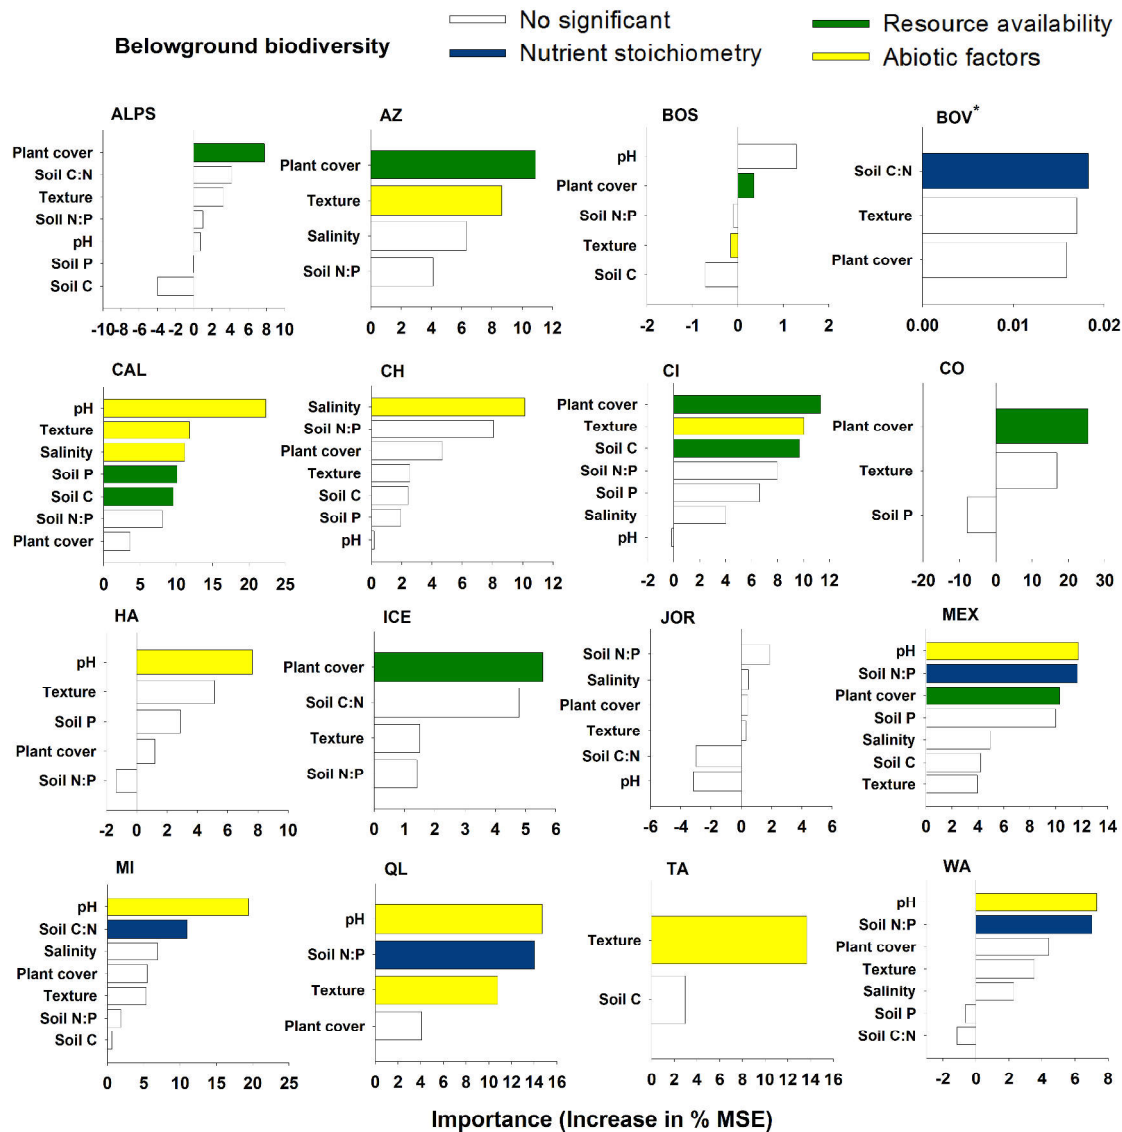 Belowground biodiversity
No significant
Resource availability
Nutrient stoichiometry
Abiotic factors
ALPS
Plant cover
Soil C:N
Texture
Soll N:P
pH
Soil P
Soil C
-10 -8 -6 -4 -2 0 2 4 6 8 10
AZ
Plant cover
Texture
Salinity
Soil N:P
0 2 4 6 8 10 12
BOS
pH
Plant cover
Soil N:P
Texture
Soil C
-2 -1 0 1 2
BOV*
Soil C:N
Texture
Plant cover
0.00 0.01 0.02
CAL
pH
Texture
Salinity
Soil P
Soil C
Soil N:P
Plant cover
0 5 10 15 20 25
CH
Salinity
Soil N:P
Plant cover
Texture
Soil C
Soil P
pH
0 2 4 6 8 10 12
CI
Plant cover
Texture
Soil C
Soil N:P
Soil P
Salinity
pH
-2 0 2 4 6 8 10 12
CO
Plant cover
Texture
Soil P
-20 -10 0 10 20 30
HA
pH
Texture
Soil P
Plant cover
Soil N:P
-2 0 2 4 6 8 10
ICE
Plant cover
Soil C:N
Texture
Soil N:P
0 1 2 3 4 5 6
JOR
Soil N:P
Salinity
Plant cover
Texture
Soil C:N
pH
-6 -4 -2 0 2 4 6
MEX
pH
Soil N:P
Plant cover
Soil P
Salinity
Soil C
Texture
0 2 4 6 8 10 12 14
MI
pH
Soil C:N
Salinity
Plant cover
Texture
Soil N:P
Soil C
0 5 10 15 20 25
QL
pH
Soil N:P
Texture
Plant cover
0 2 4 6 8 10 12 14 16
TA
Texture
Soil C
0 2 4 6 8 10 12 14 16
WA
pH
Soil N:P
Plant cover
Texture
Salinity
Soil P
Soil C:N
-2 0 2 4 6 8
Importance (Increase in % MSE)